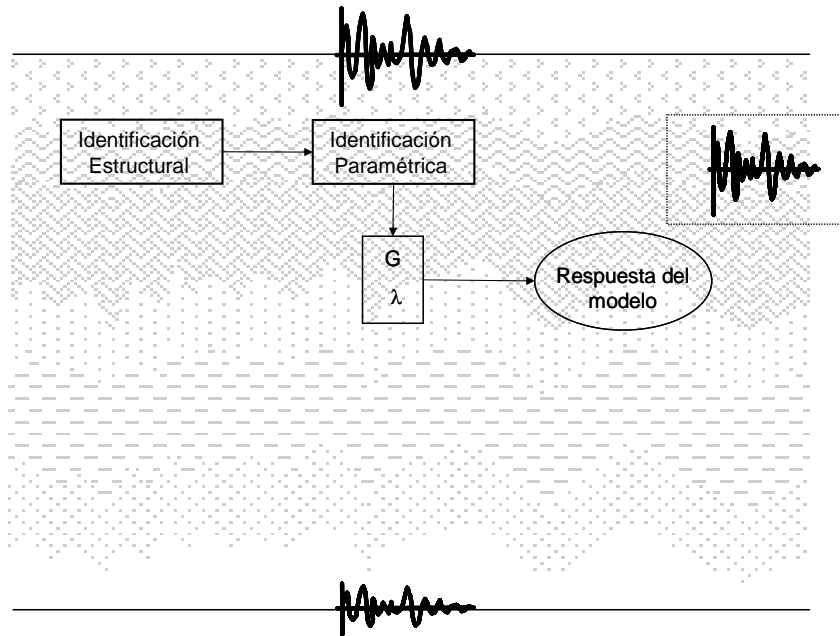 Identificación
Estructural
Identificación
Paramétrica
G
λ
Respuesta del
modelo